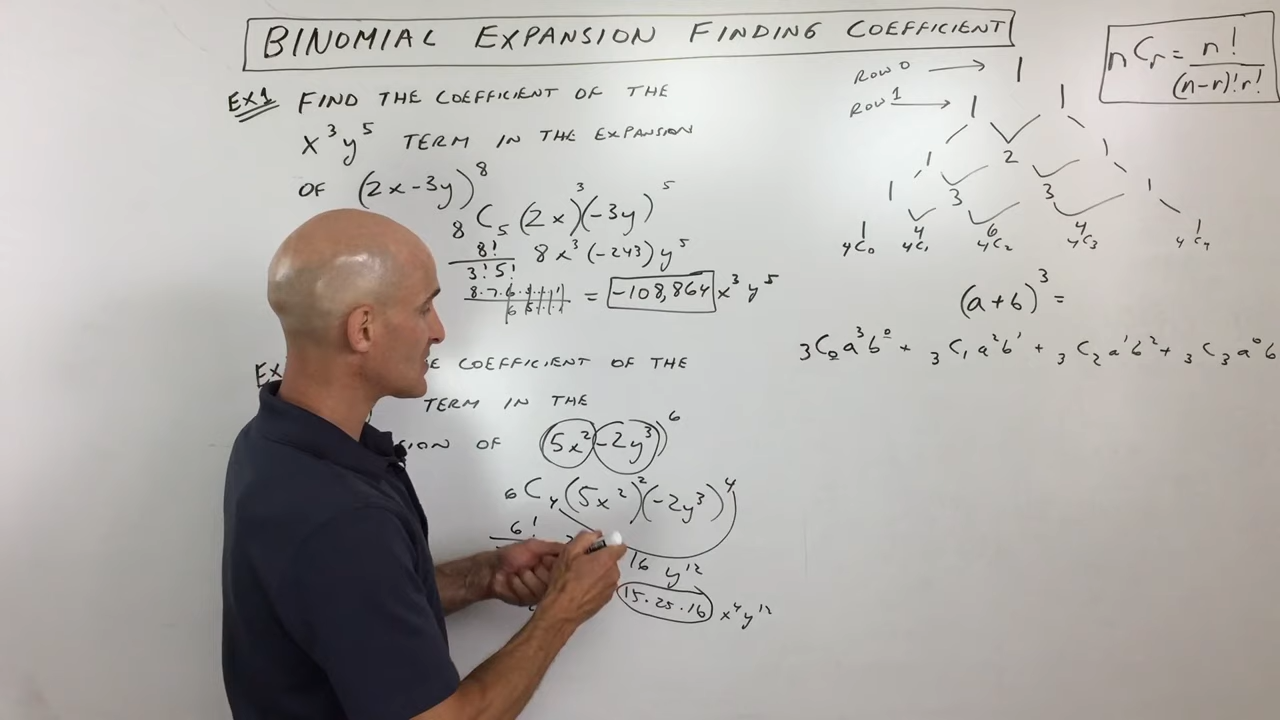 BINOMIAL EXPANSION FINDING COEFFICIENT
EX1 FIND THE COEFFICIENT OF THE
x³y⁵ TERM IN THE EXPANSION
OF (2x-3y)⁸
₈C₅ (2x)³(-3y)⁵
8!/3!5! 8x³(-243)y⁵
= -108,864 x³y⁵
COEFFICIENT OF THE
TERM IN THE
OF (5x²-2y³)⁶
₆C₄(5x²)²(-2y³)⁴
6!
16 y¹²
15·25·16 x⁴y¹²
nCr = n!/(n-r)!r!
ROW 0 → 1
ROW 1 → 1 1
1 2 1
1 3 3 1
1 4 6 4 1
₄C₀ ₄C₁ ₄C₂ ₄C₃ ₄C₄
(a+b)³=
₃C₀a³b⁰ + ₃C₁a²b¹ + ₃C₂a¹b² + ₃C₃a⁰b